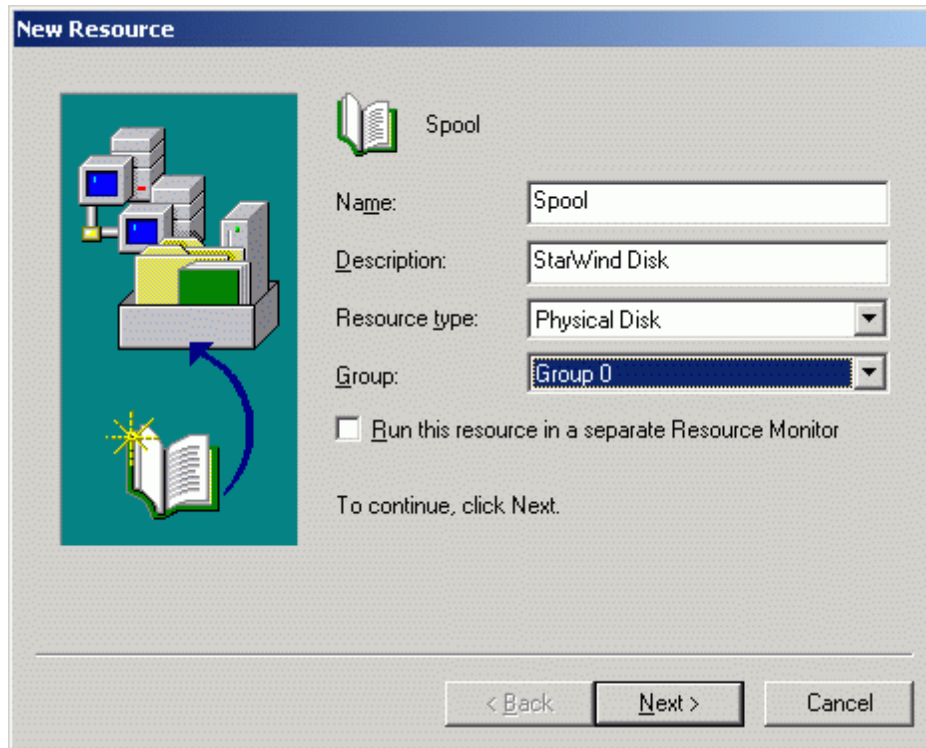 New Resource
Spool
Name: Spool
Description: StarWind Disk
Resource type: Physical Disk
Group: Group 0
Run this resource in a separate Resource Monitor
To continue, click Next.
< Back Next > Cancel